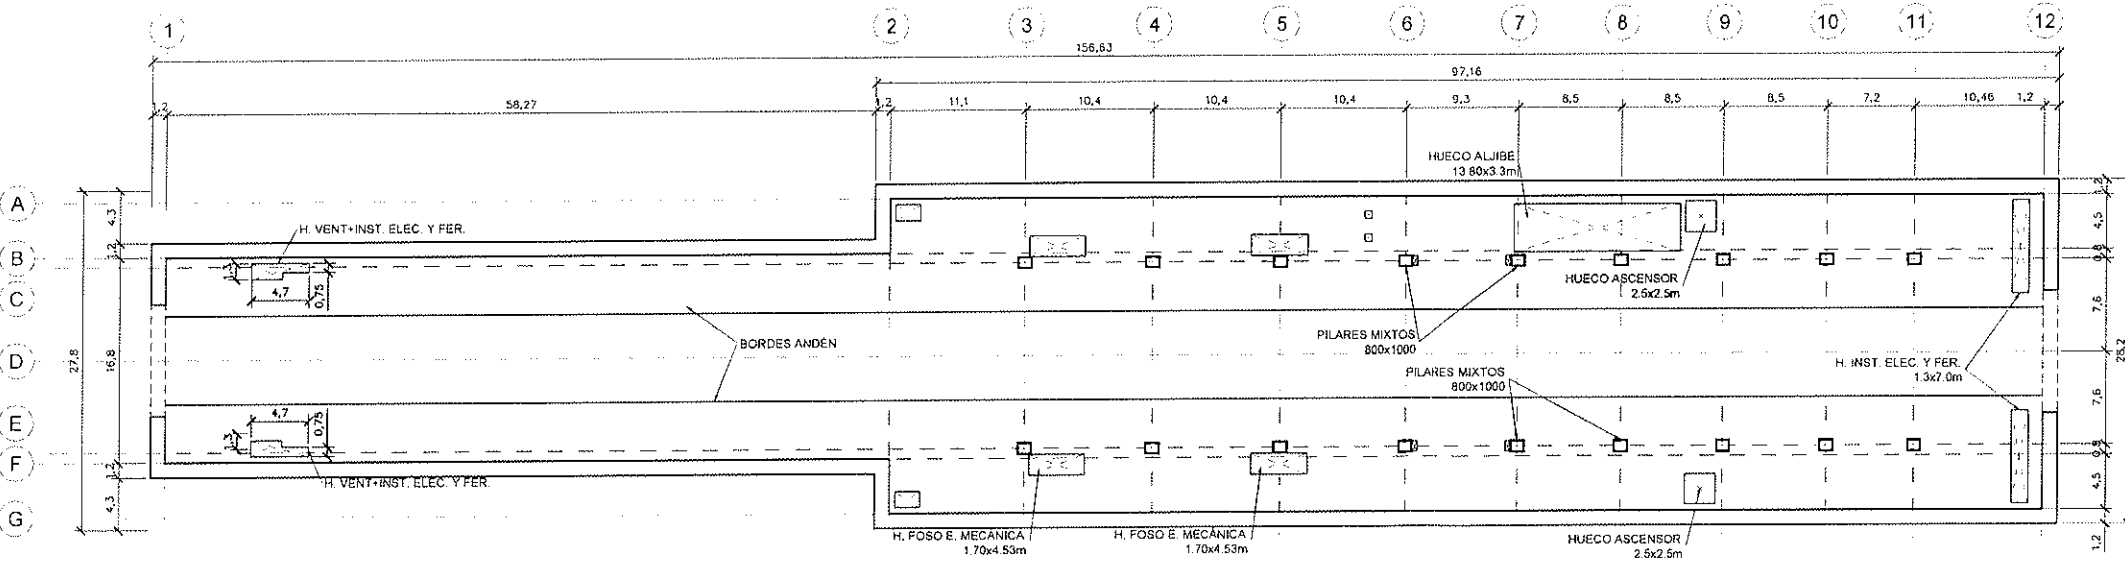 1 2 3 4 5 6 7 8 9 10 11 12
156,63
97,16
1,2 58,27 1,2 11,1 10,4 10,4 10,4 9,3 8,5 8,5 8,5 7,2 10,46 1,2
HUECO ALJIBE
13.80x3.3m
A
B
C
D
E
F
G
27,8
4,3
1,2
16,8
1,2
4,3
H. VENT+INST. ELEC. Y FER.
1,3
4,7
0,75
HUECO ASCENSOR
2.5x2.5m
PILARES MIXTOS
800x1000
BORDES ANDÉN
H. INST. ELEC. Y FER.
1.3x7.0m
PILARES MIXTOS
800x1000
4,7
0,75
1,3
H. VENT+INST. ELEC. Y FER.
H. FOSO E. MECÁNICA
1.70x4.53m
H. FOSO E. MECÁNICA
1.70x4.53m
HUECO ASCENSOR
2.5x2.5m
1,2
4,5
0,8
7,6
7,6
0,8
4,5
1,2
28,2